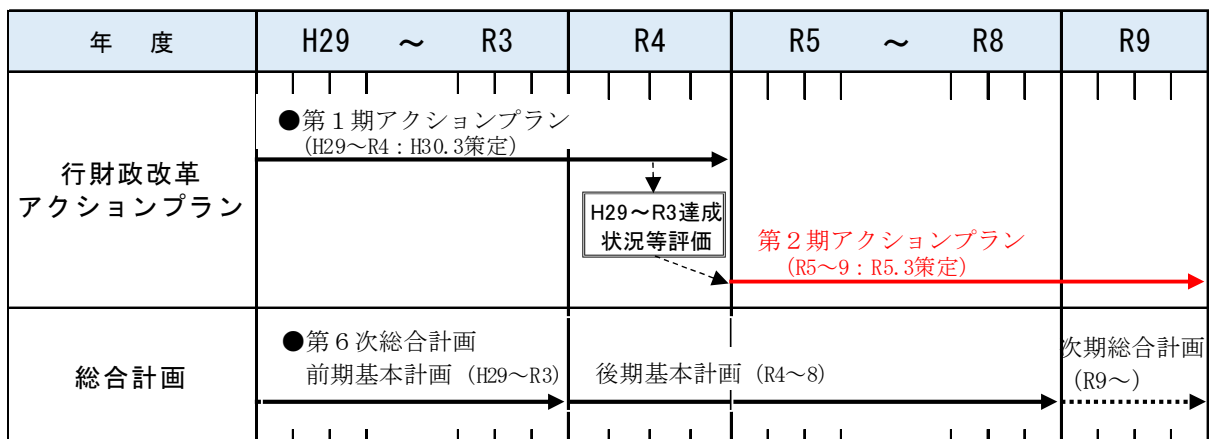 年　度
H29　～　R3
R4
R5　～　R8
R9
行財政改革
アクションプラン
●第１期アクションプラン
（H29～R4：H30.3策定）
H29～R3達成
状況等評価
第２期アクションプラン
（R5～9：R5.3策定）
総合計画
●第６次総合計画
前期基本計画（H29～R3）
後期基本計画（R4～8）
次期総合計画
（R9～）